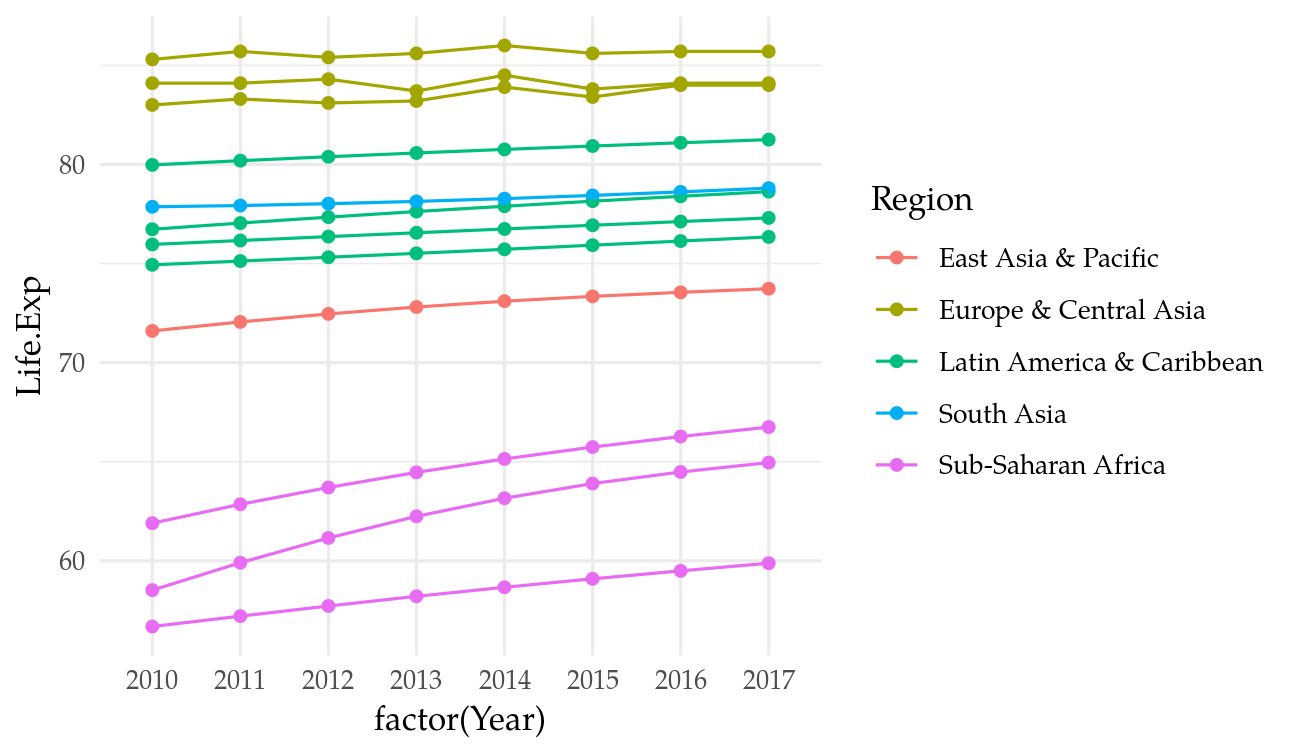 80
70
60
Life.Exp
2010 2011 2012 2013 2014 2015 2016 2017
factor(Year)
Region
East Asia & Pacific
Europe & Central Asia
Latin America & Caribbean
South Asia
Sub-Saharan Africa